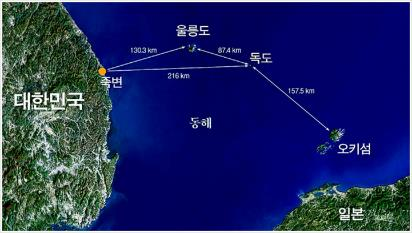 울릉도
130.3 km
87.4 km
독도
죽변
216 km
157.5 km
대한민국
동해
오키섬
일본